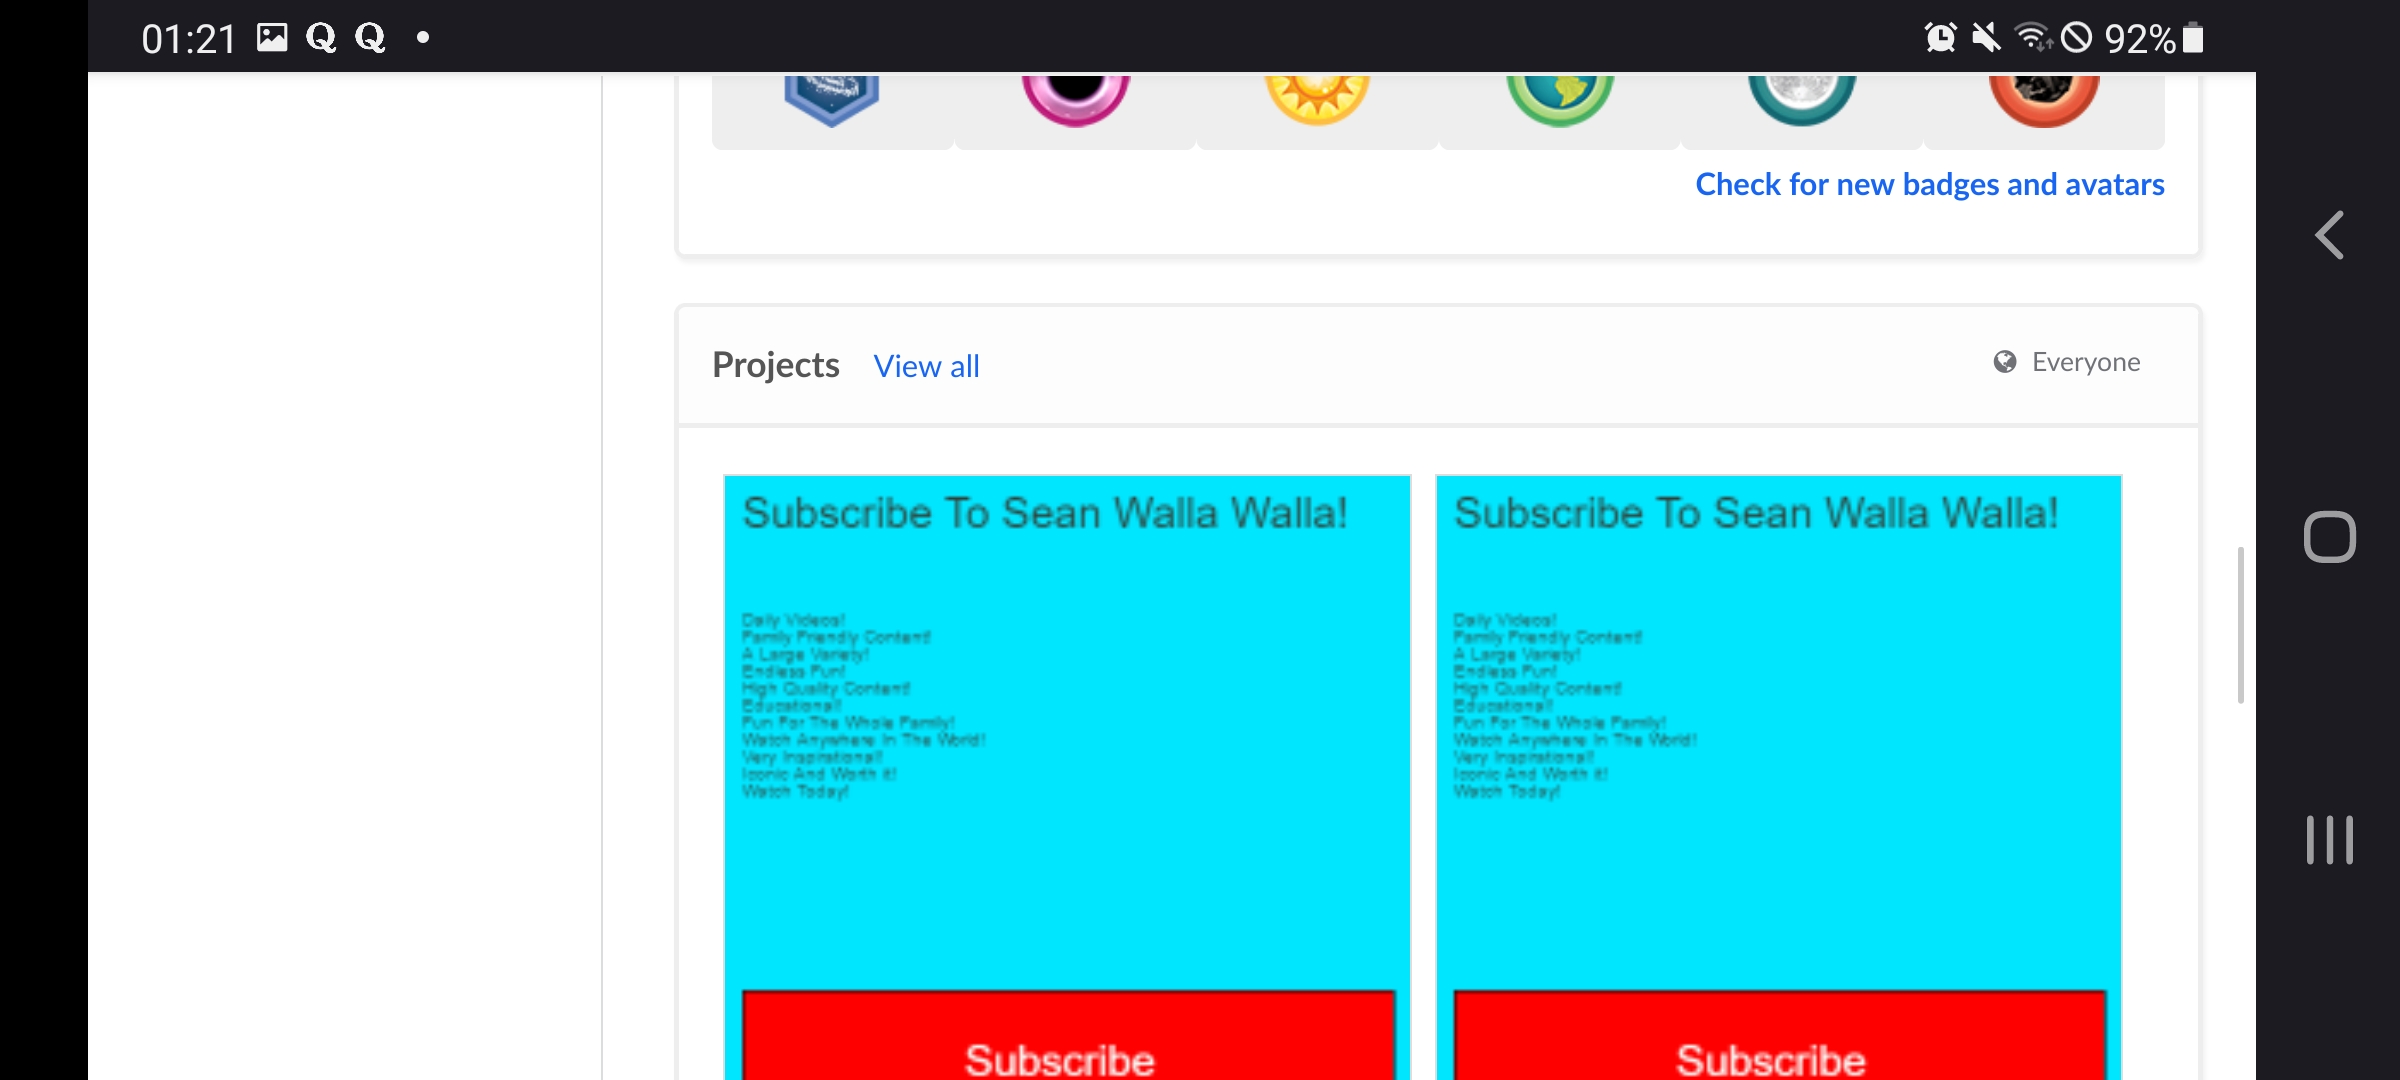 01:21
92%
Check for new badges and avatars
Projects View all
Everyone
Subscribe To Sean Walla Walla!
Daily Videos!
Family Friendly Content!
A Large Variety!
Endless Fun!
High Quality Content!
Educational!
Fun For The Whole Family!
Watch Anywhere In The World!
Very Inspirational!
Iconic And Worth It!
Watch Today!
Subscribe
Subscribe To Sean Walla Walla!
Daily Videos!
Family Friendly Content!
A Large Variety!
Endless Fun!
High Quality Content!
Educational!
Fun For The Whole Family!
Watch Anywhere In The World!
Very Inspirational!
Iconic And Worth It!
Watch Today!
Subscribe